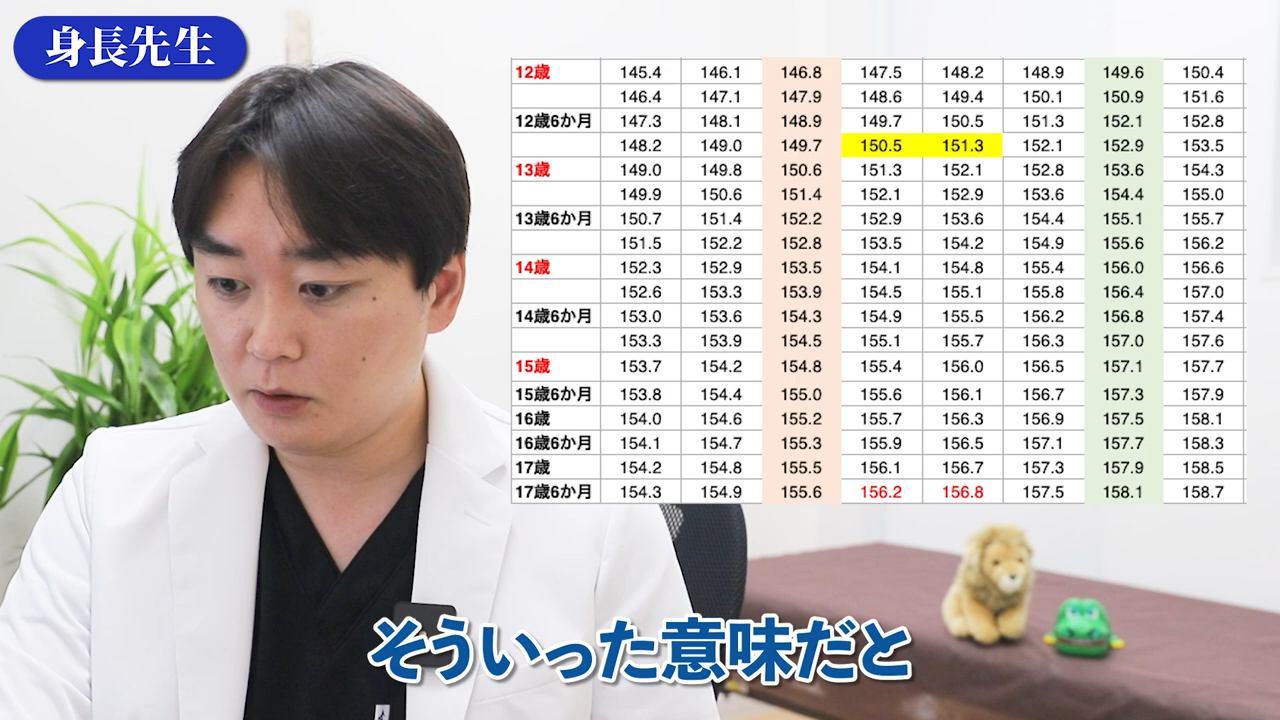 身長先生
12歳 145.4 146.1 146.8 147.5 148.2 148.9 149.6 150.4
146.4 147.1 147.9 148.6 149.4 150.1 150.9 151.6
12歳6か月 147.3 148.1 148.9 149.7 150.5 151.3 152.1 152.8
148.2 149.0 149.7 150.5 151.3 152.1 152.9 153.5
13歳 149.0 149.8 150.6 151.3 152.1 152.8 153.6 154.3
149.9 150.6 151.4 152.1 152.9 153.6 154.4 155.0
13歳6か月 150.7 151.4 152.2 152.9 153.6 154.4 155.1 155.7
151.5 152.2 152.8 153.5 154.2 154.9 155.6 156.2
14歳 152.3 152.9 153.5 154.1 154.8 155.4 156.0 156.6
152.6 153.3 153.9 154.5 155.1 155.8 156.4 157.0
14歳6か月 153.0 153.6 154.3 154.9 155.5 156.2 156.8 157.4
153.3 153.9 154.5 155.1 155.7 156.3 157.0 157.6
15歳 153.7 154.2 154.8 155.4 156.0 156.5 157.1 157.7
15歳6か月 153.8 154.4 155.0 155.6 156.1 156.7 157.3 157.9
16歳 154.0 154.6 155.2 155.7 156.3 156.9 157.5 158.1
16歳6か月 154.1 154.7 155.3 155.9 156.5 157.1 157.7 158.3
17歳 154.2 154.8 155.5 156.1 156.7 157.3 157.9 158.5
17歳6か月 154.3 154.9 155.6 156.2 156.8 157.5 158.1 158.7
そういった意味だと